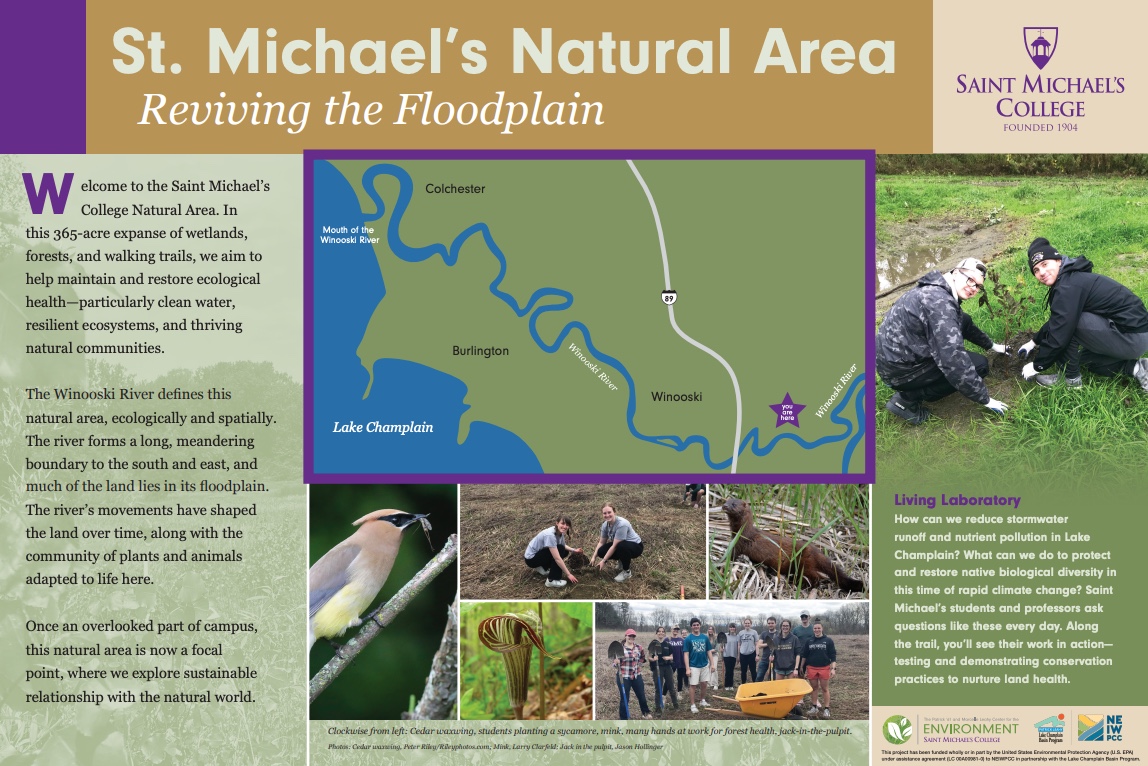 St. Michael's Natural Area
Reviving the Floodplain
SAINT MICHAEL'S
COLLEGE
FOUNDED 1904
Welcome to the Saint Michael's
College Natural Area. In
this 365-acre expanse of wetlands,
forests, and walking trails, we aim to
help maintain and restore ecological
health—particularly clean water,
resilient ecosystems, and thriving
natural communities.
The Winooski River defines this
natural area, ecologically and spatially.
The river forms a long, meandering
boundary to the south and east, and
much of the land lies in its floodplain.
The river's movements have shaped
the land over time, along with the
community of plants and animals
adapted to life here.
Once an overlooked part of campus,
this natural area is now a focal
point, where we explore sustainable
relationship with the natural world.
Colchester
Mouth of the
Winooski River
89
Burlington
Winooski River
Winooski
Winooski River
you
are
here
Lake Champlain
Clockwise from left: Cedar waxwing, students planting a sycamore, mink, many hands at work for forest health, jack-in-the-pulpit.
Photos: Cedar waxwing, Peter Riley/Rileyphotos.com; Mink, Larry Clarfeld; Jack in the pulpit, Jason Hollinger
Living Laboratory
How can we reduce stormwater
runoff and nutrient pollution in Lake
Champlain? What can we do to protect
and restore native biological diversity in
this time of rapid climate change? Saint
Michael's students and professors ask
questions like these every day. Along
the trail, you'll see their work in action—
testing and demonstrating conservation
practices to nurture land health.
Center for the
ENVIRONMENT
SAINT MICHAEL'S COLLEGE
Lake Champlain
Basin Program
NE
IW
PCC
This project has been funded wholly or in part by the United States Environmental Protection Agency (U.S. EPA)
under assistance agreement (LC 00A00981-0) to NEIWPCC in partnership with the Lake Champlain Basin Program.